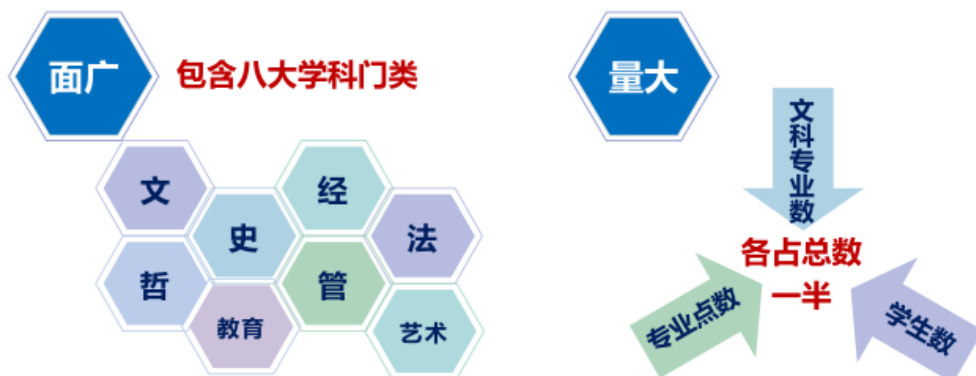 面广
包含八大学科门类
文
史
经
法
哲
教育
管
艺术
量大
文科专业数
各占总数
一半
专业点数
学生数